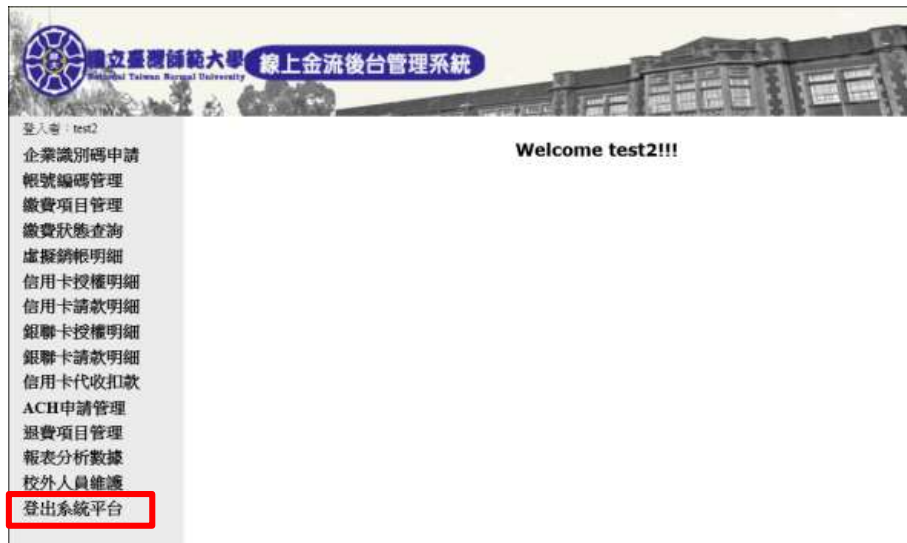 國立臺灣師範大學
National Taiwan Normal University
線上金流後台管理系統
登入者：test2
Welcome test2!!!
企業識別碼申請
帳號編碼管理
繳費項目管理
繳費狀態查詢
虛擬銷帳明細
信用卡授權明細
信用卡請款明細
銀聯卡授權明細
銀聯卡請款明細
信用卡代收扣款
ACH申請管理
退費項目管理
報表分析數據
校外人員維護
登出系統平台